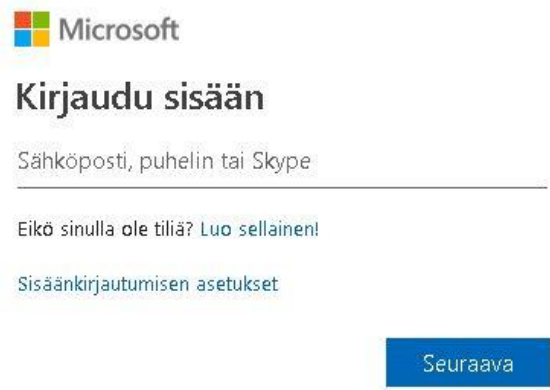 Microsoft
Kirjaudu sisään
Sähköposti, puhelin tai Skype
Eikö sinulla ole tiliä? Luo sellainen!
Sisäänkirjautumisen asetukset
Seuraava